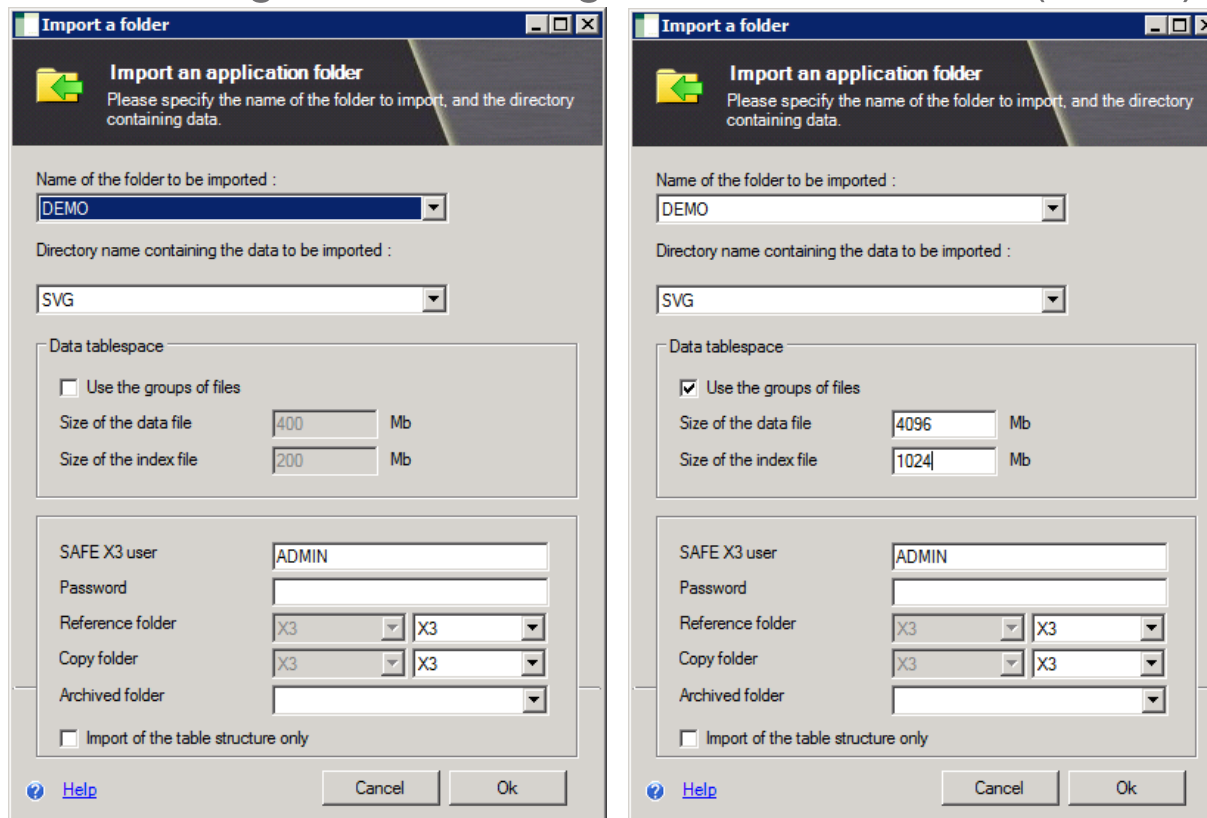 Import a folder
Import an application folder
Please specify the name of the folder to import, and the directory
containing data.
Name of the folder to be imported :
DEMO
Directory name containing the data to be imported :
SVG
Data tablespace
Use the groups of files
Size of the data file 400 Mb
Size of the index file 200 Mb
SAFE X3 user ADMIN
Password
Reference folder X3 X3
Copy folder X3 X3
Archived folder
Import of the table structure only
Help Cancel Ok
Import a folder
Import an application folder
Please specify the name of the folder to import, and the directory
containing data.
Name of the folder to be imported :
DEMO
Directory name containing the data to be imported :
SVG
Data tablespace
Use the groups of files
Size of the data file 4096 Mb
Size of the index file 1024 Mb
SAFE X3 user ADMIN
Password
Reference folder X3 X3
Copy folder X3 X3
Archived folder
Import of the table structure only
Help Cancel Ok